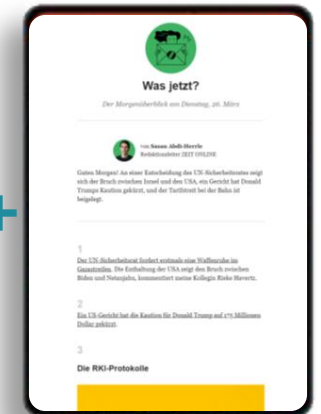 Was jetzt?
Der Morgenüberblick am Dienstag, 26. März
von Susan Abdi-Herrle
Redaktionsleiter ZEIT ONLINE
Guten Morgen! An einer Entscheidung des UN-Sicherheitsrates zeigt
sich der Bruch zwischen Israel und den USA, ein Gericht hat Donald
Trumps Kaution gekürzt, und der Tarifstreit bei der Bahn ist
beigelegt.
1
Der UN-Sicherheitsrat fordert erstmals eine Waffenruhe im
Gazastreifen. Die Enthaltung der USA zeigt den Bruch zwischen
Biden und Netanjahu, kommentiert meine Kollegin Rieke Havertz.
2
Ein US-Gericht hat die Kaution für Donald Trump auf 175 Millionen
Dollar gekürzt.
3
Die RKI-Protokolle